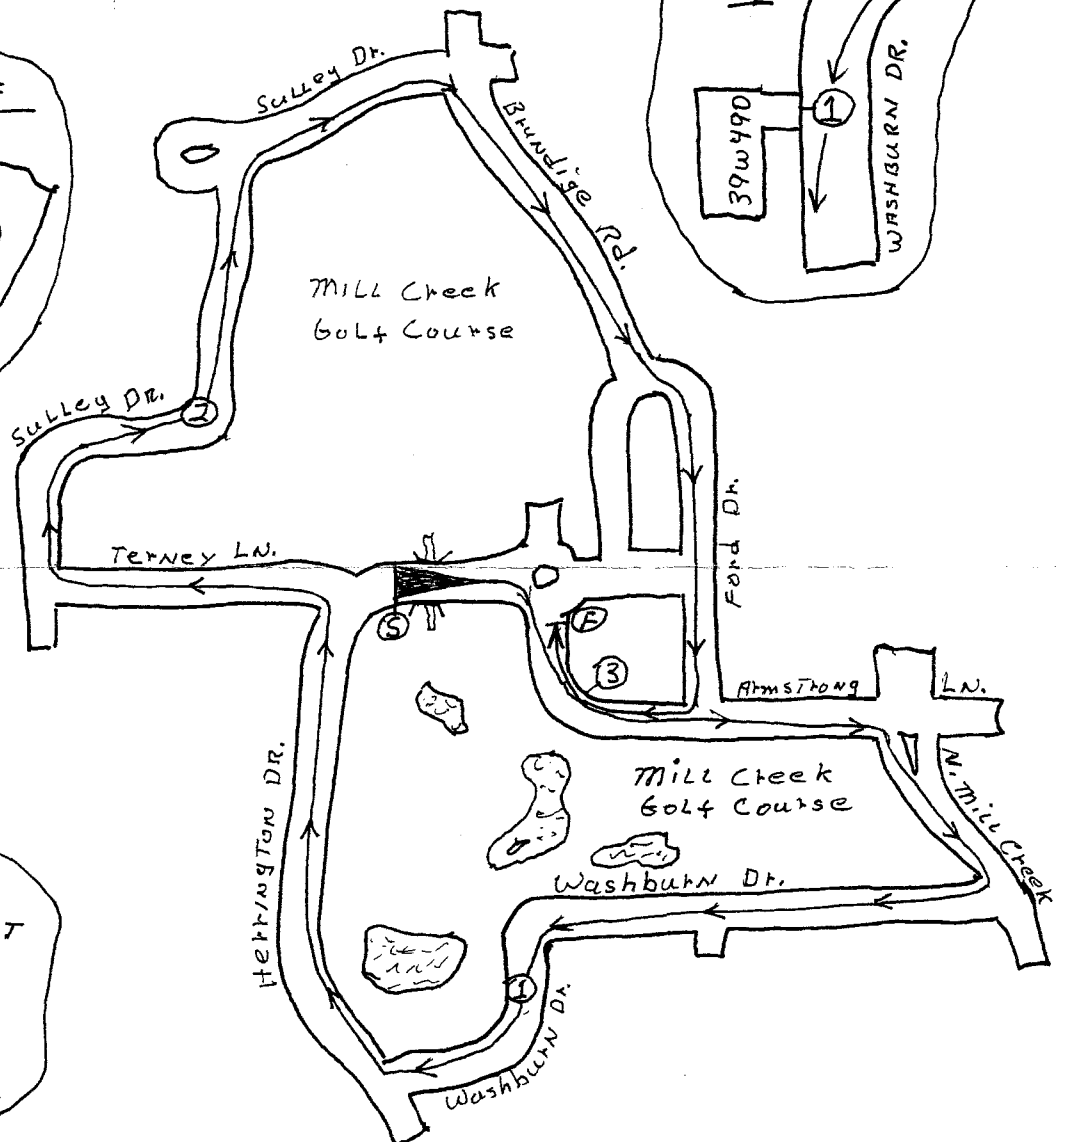 Sulley Dr.
Brundige Rd.
39W490
1
WASHBURN DR.
Mill Creek
Golf Course
Sulley Dr.
2
Terney Ln.
S
F
3
Ford Dr.
Armstrong Ln.
N. Mill Creek
Mill Creek
Golf Course
Washburn Dr.
Herrington Dr.
1
Washburn Dr.
T